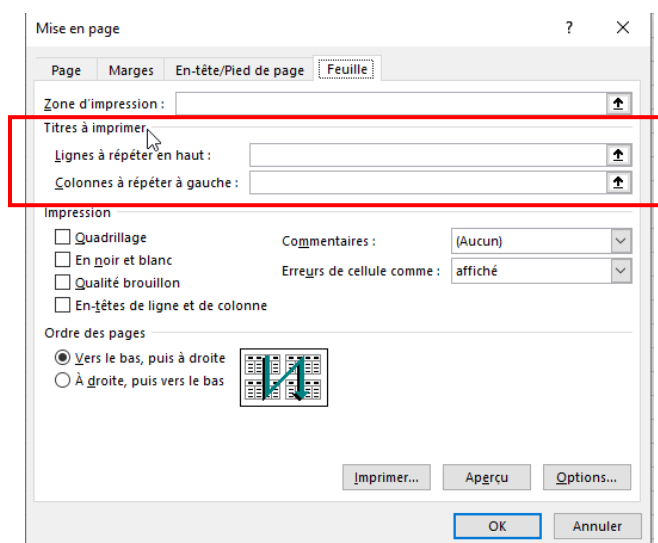 Mise en page ?
Page Marges En-tête/Pied de page Feuille
Zone d'impression :
Titres à imprimer
Lignes à répéter en haut :
Colonnes à répéter à gauche :
Impression
Quadrillage Commentaires : (Aucun)
En noir et blanc
Erreurs de cellule comme : affiché
Qualité brouillon
En-têtes de ligne et de colonne
Ordre des pages
Vers le bas, puis à droite
À droite, puis vers le bas
Imprimer... Aperçu Options...
OK Annuler